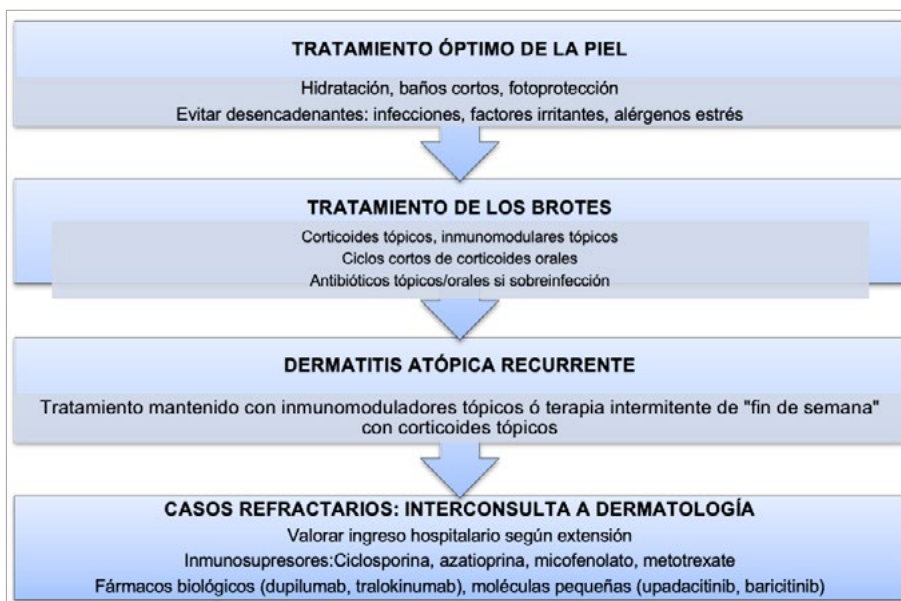 TRATAMIENTO ÓPTIMO DE LA PIEL
Hidratación, baños cortos, fotoprotección
Evitar desencadenantes: infecciones, factores irritantes, alérgenos estrés
TRATAMIENTO DE LOS BROTES
Corticoides tópicos, inmunomodulares tópicos
Ciclos cortos de corticoides orales
Antibióticos tópicos/orales si sobreinfección
DERMATITIS ATÓPICA RECURRENTE
Tratamiento mantenido con inmunomoduladores tópicos ó terapia intermitente de "fin de semana"
con corticoides tópicos
CASOS REFRACTARIOS: INTERCONSULTA A DERMATOLOGÍA
Valorar ingreso hospitalario según extensión
Inmunosupresores:Ciclosporina, azatioprina, micofenolato, metotrexate
Fármacos biológicos (dupilumab, tralokinumab), moléculas pequeñas (upadacitinib, baricitinib)